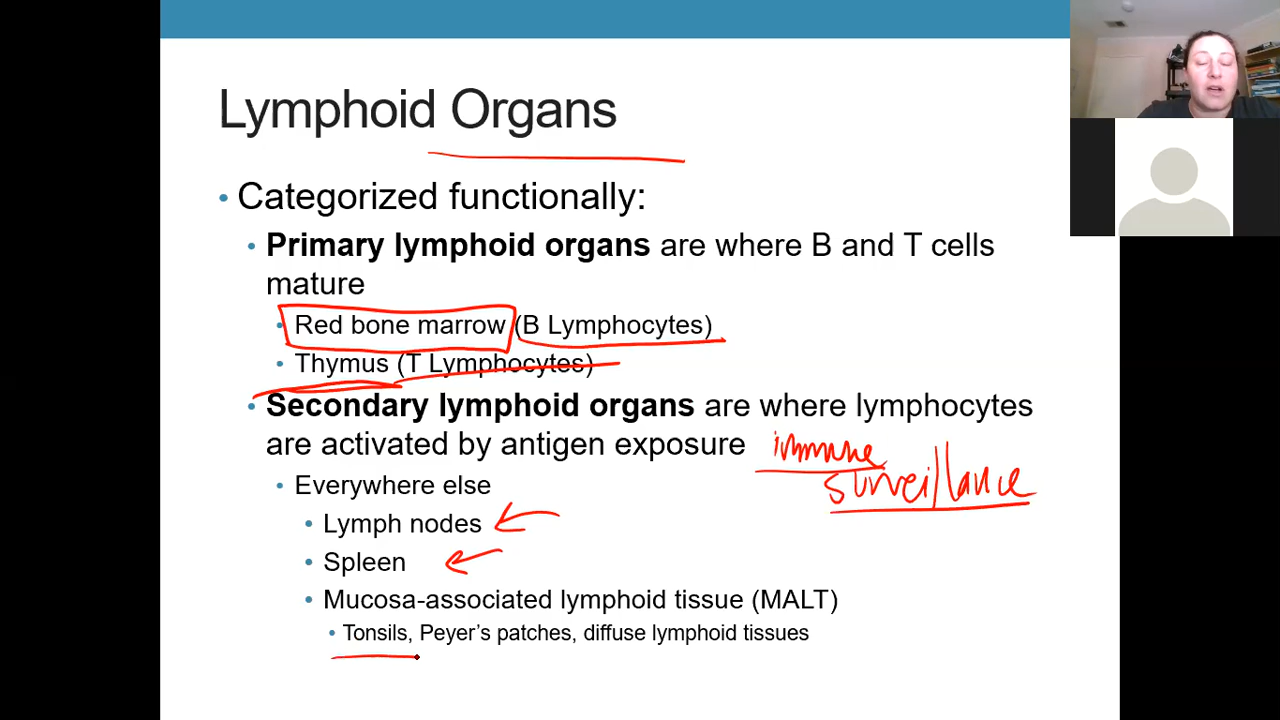 Lymphoid Organs
• Categorized functionally:
• Primary lymphoid organs are where B and T cells
mature
• Red bone marrow (B Lymphocytes)
• Thymus (T Lymphocytes)
• Secondary lymphoid organs are where lymphocytes
are activated by antigen exposure immune
surveillance
• Everywhere else
• Lymph nodes
• Spleen
• Mucosa-associated lymphoid tissue (MALT)
• Tonsils, Peyer's patches, diffuse lymphoid tissues